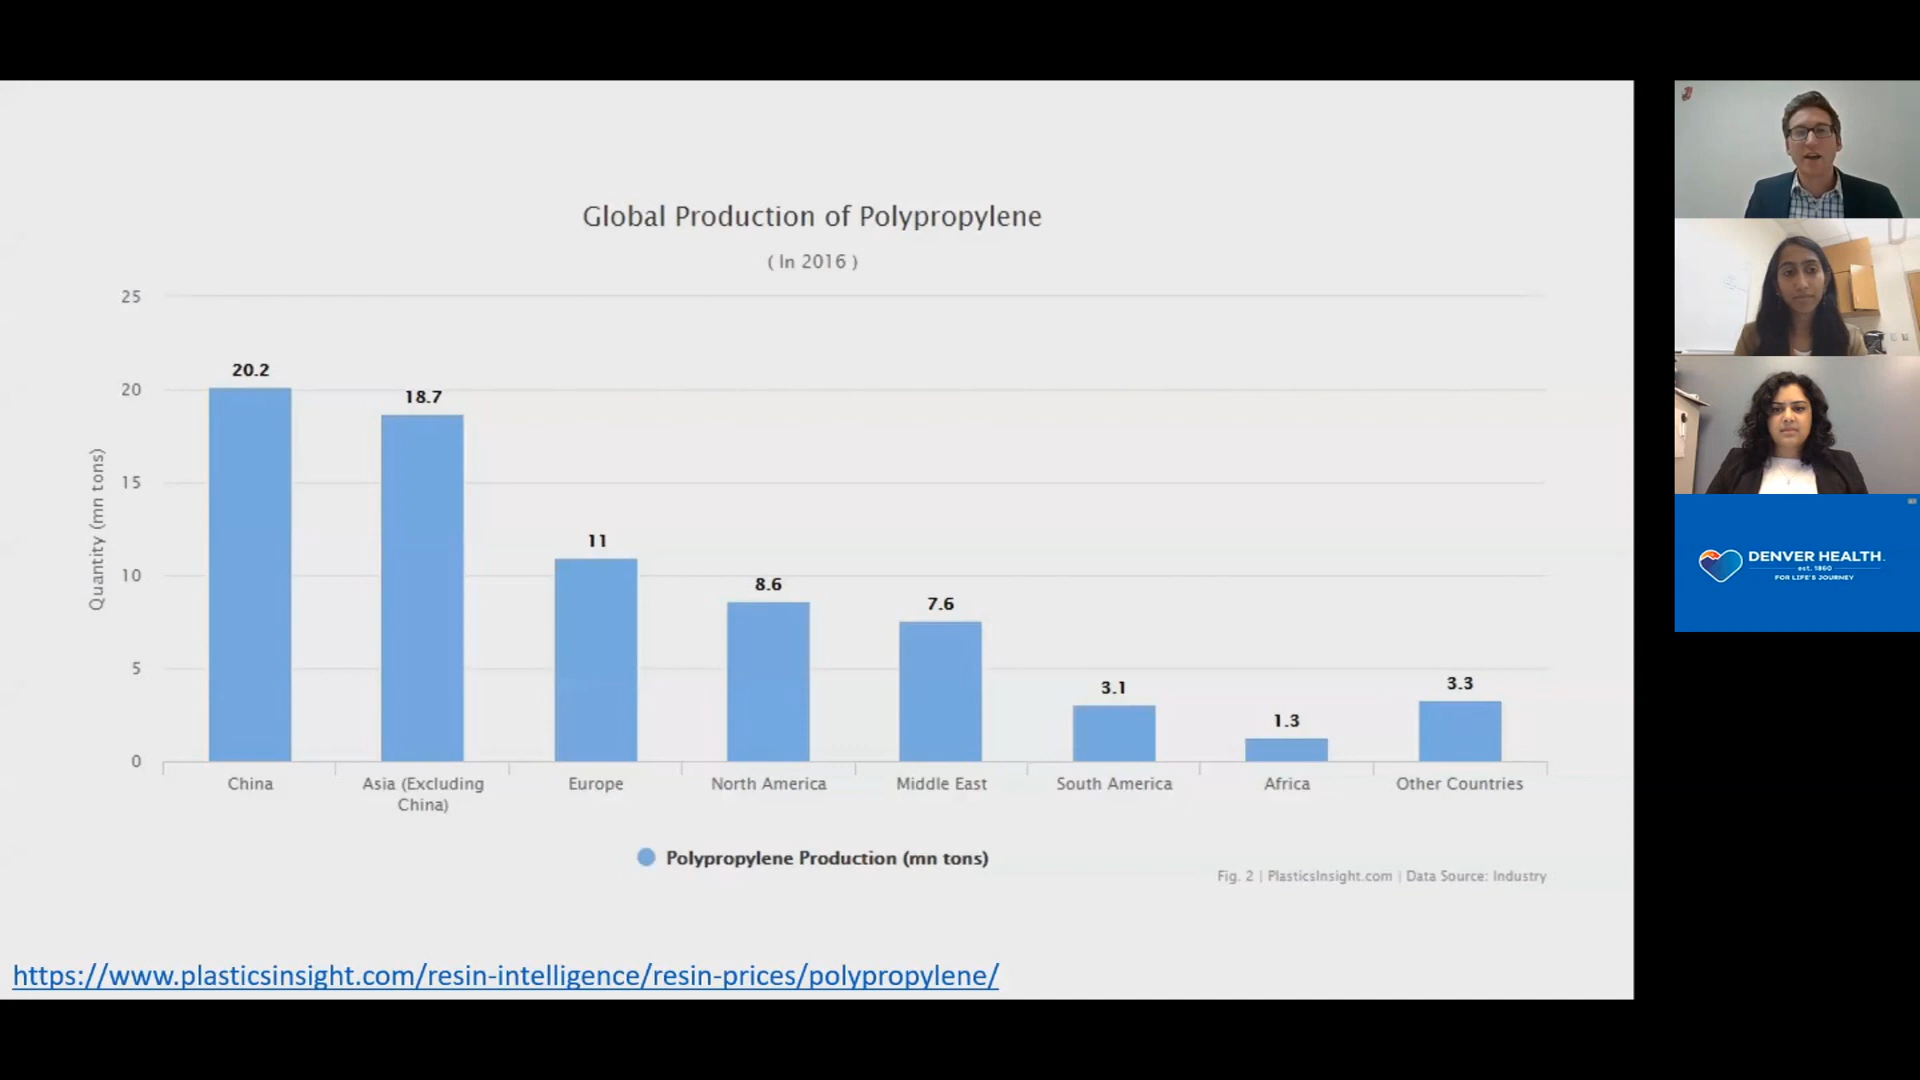 Global Production of Polypropylene
( In 2016 )
Quantity (mn tons)
25
20
15
10
5
0
20.2
18.7
11
8.6
7.6
3.1
1.3
3.3
China
Asia (Excluding
China)
Europe
North America
Middle East
South America
Africa
Other Countries
Polypropylene Production (mn tons)
Fig. 2 | PlasticsInsight.com | Data Source: Industry
https://www.plasticsinsight.com/resin-intelligence/resin-prices/polypropylene/
DENVER HEALTH.
est. 1860
FOR LIFE'S JOURNEY